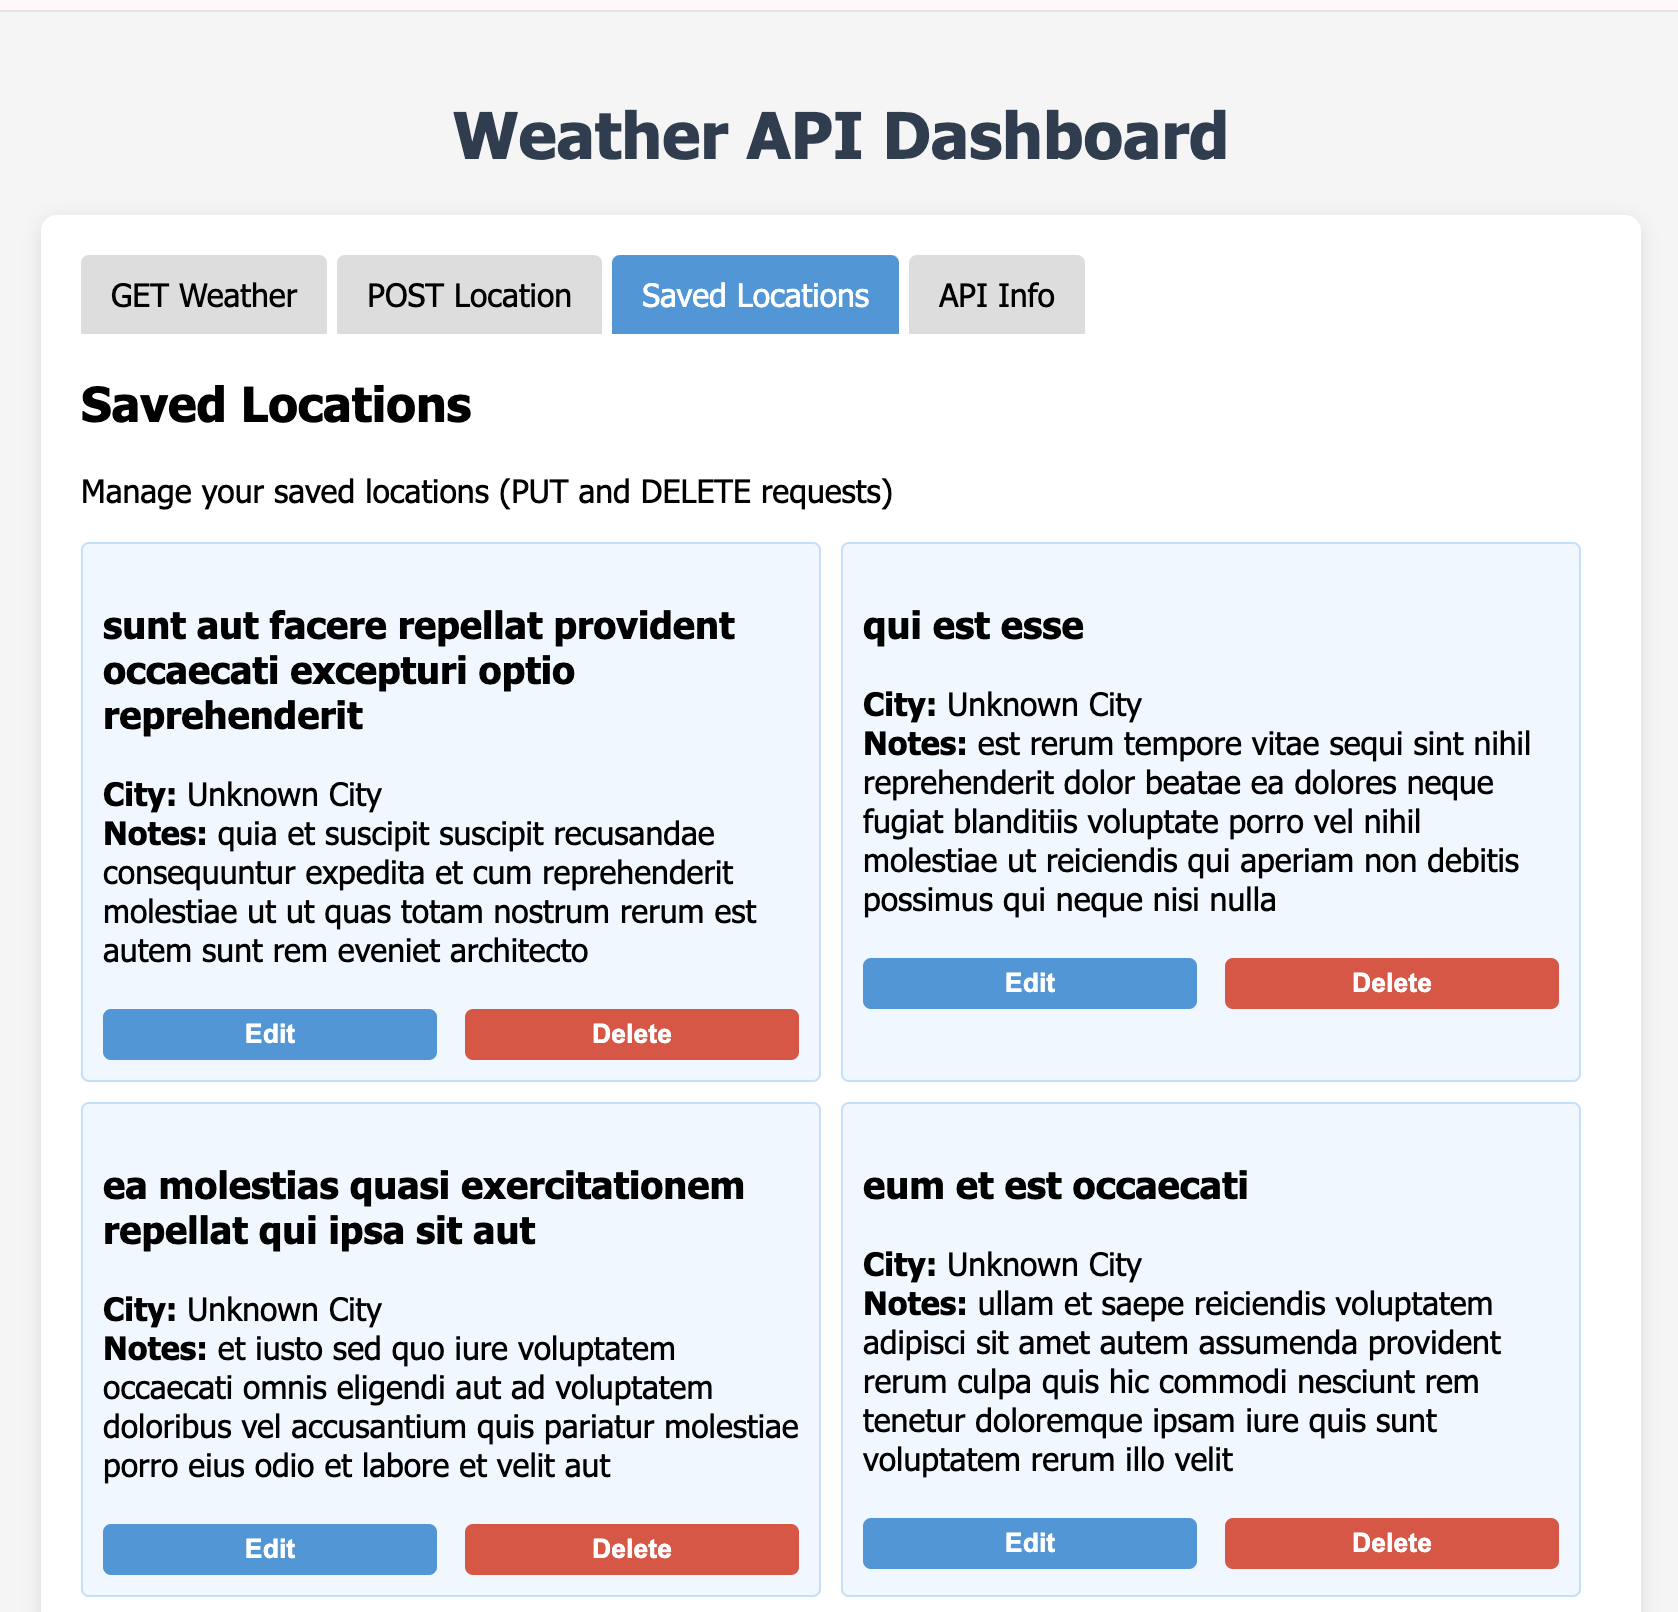 Weather API Dashboard
GET Weather
POST Location
Saved Locations
API Info
Saved Locations
Manage your saved locations (PUT and DELETE requests)
sunt aut facere repellat provident
occaecati excepturi optio
reprehenderit
City: Unknown City
Notes: quia et suscipit suscipit recusandae
consequuntur expedita et cum reprehenderit
molestiae ut ut quas totam nostrum rerum est
autem sunt rem eveniet architecto
Edit
Delete
qui est esse
City: Unknown City
Notes: est rerum tempore vitae sequi sint nihil
reprehenderit dolor beatae ea dolores neque
fugiat blanditiis voluptate porro vel nihil
molestiae ut reiciendis qui aperiam non debitis
possimus qui neque nisi nulla
Edit
Delete
ea molestias quasi exercitationem
repellat qui ipsa sit aut
City: Unknown City
Notes: et iusto sed quo iure voluptatem
occaecati omnis eligendi aut ad voluptatem
doloribus vel accusantium quis pariatur molestiae
porro eius odio et labore et velit aut
Edit
Delete
eum et est occaecati
City: Unknown City
Notes: ullam et saepe reiciendis voluptatem
adipisci sit amet autem assumenda provident
rerum culpa quis hic commodi nesciunt rem
tenetur doloremque ipsam iure quis sunt
voluptatem rerum illo velit
Edit
Delete